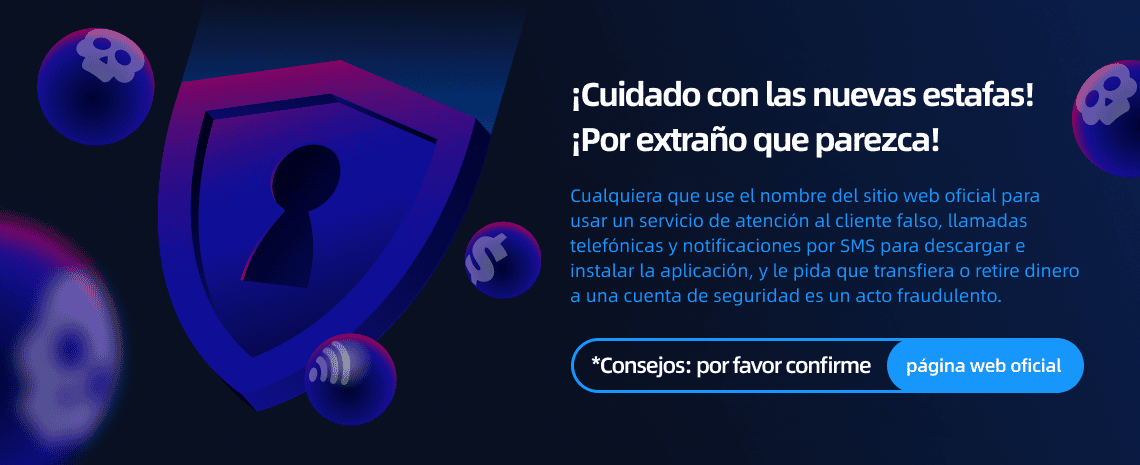 ¡Cuidado con las nuevas estafas!
¡Por extraño que parezca!
Cualquiera que use el nombre del sitio web oficial para
usar un servicio de atención al cliente falso, llamadas
telefónicas y notificaciones por SMS para descargar e
instalar la aplicación, y le pida que transfiera o retire dinero
a una cuenta de seguridad es un acto fraudulento.
*Consejos: por favor confirme página web oficial